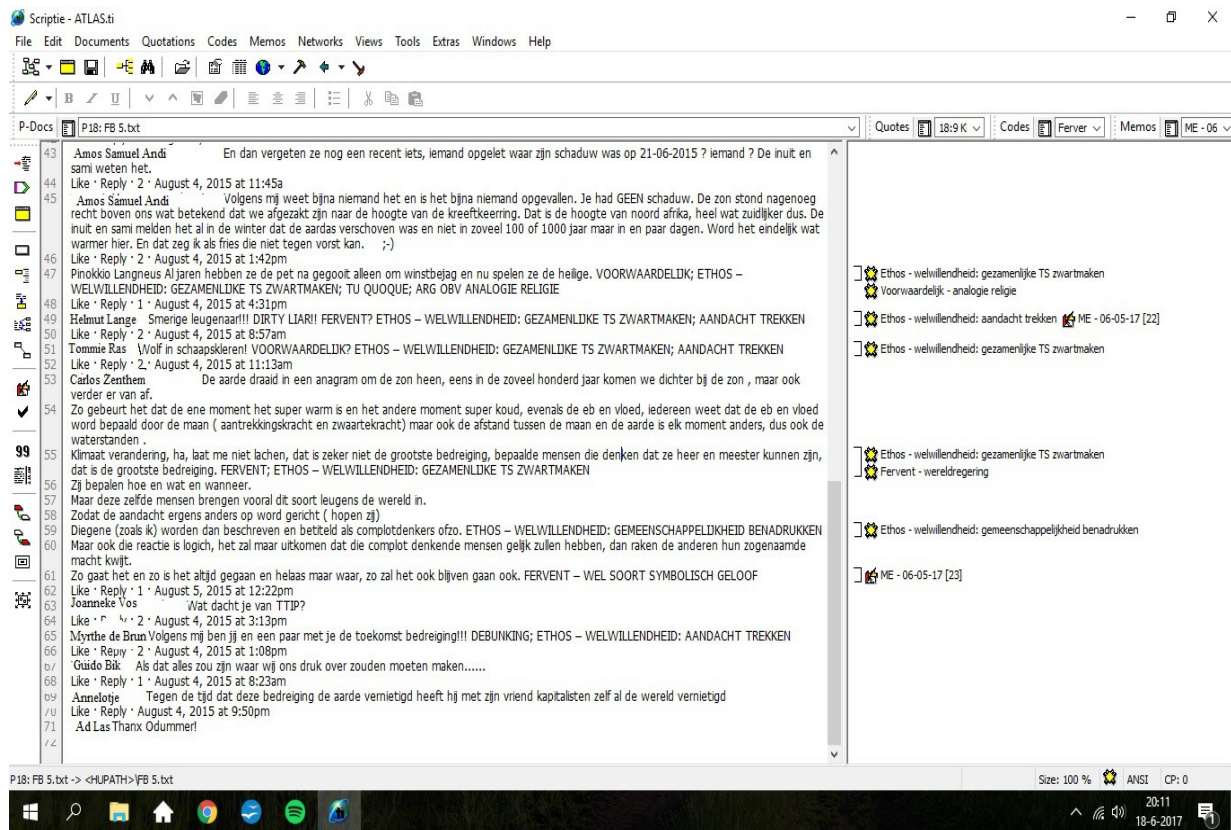 Scriptie - ATLAS.ti
File Edit Documents Quotations Codes Memos Networks Views Tools Extras Windows Help
B I U
P-Docs P18: FB 5.txt Quotes 18:9 K Codes Ferver Memos ME - 06
43 Amos Samuel Andi En dan vergeten ze nog een recent iets, iemand opgelet waar zijn schaduw was op 21-06-2015 ? iemand ? De inuit en
sami weten het.
44 Like · Reply · 2 · August 4, 2015 at 11:45a
45 Amos Samuel Andi Volgens mij weet bijna niemand het en is het bijna niemand opgevallen. Je had GEEN schaduw. De zon stond nagenoeg
recht boven ons wat betekend dat we afgezakt zijn naar de hoogte van de kreeftkeerring. Dat is de hoogte van noord afrika, heel wat zuidlijker dus. De
inuit en sami melden het al in de winter dat de aardas verschoven was en niet in zoveel 100 of 1000 jaar maar in en paar dagen. Word het eindelijk wat
warmer hier. En dat zeg ik als fries die niet tegen vorst kan. ;-)
46 Like · Reply · 2 · August 4, 2015 at 1:42pm
47 Pinokkio Langneus Al jaren hebben ze de pet na gegooit alleen om winstbejag en nu spelen ze de heilige. VOORWAARDELIJK; ETHOS –
WELWILLENDHEID: GEZAMENLIJKE TS ZWARTMAKEN; TU QUOQUE; ARG OBV ANALOGIE RELIGIE
Ethos - welwillendheid: gezamenlijke TS zwartmaken
Voorwaardelijk - analogie religie
48 Like · Reply · 1 · August 4, 2015 at 4:31pm
49 Helmut Lange Smerige leugenaar!!! DIRTY LIAR!! FERVENT? ETHOS – WELWILLENDHEID: GEZAMENLIJKE TS ZWARTMAKEN; AANDACHT TREKKEN
Ethos - welwillendheid: aandacht trekken ME - 06-05-17 [22]
50 Like · Reply · 2 · August 4, 2015 at 8:57am
51 Tommie Ras Wolf in schaapskleren! VOORWAARDELIJK? ETHOS – WELWILLENDHEID: GEZAMENLIJKE TS ZWARTMAKEN; AANDACHT TREKKEN
Ethos - welwillendheid: gezamenlijke TS zwartmaken
52 Like · Reply · 2 · August 4, 2015 at 11:13am
53 Carlos Zenthem De aarde draaid in een anagram om de zon heen, eens in de zoveel honderd jaar komen we dichter bij de zon , maar ook
verder er van af.
54 Zo gebeurt het dat de ene moment het super warm is en het andere moment super koud, evenals de eb en vloed, iedereen weet dat de eb en vloed
word bepaald door de maan ( aantrekkingskracht en zwaartekracht) maar ook de afstand tussen de maan en de aarde is elk moment anders, dus ook de
waterstanden .
55 Klimaat verandering, ha, laat me niet lachen, dat is zeker niet de grootste bedreiging, bepaalde mensen die denken dat ze heer en meester kunnen zijn,
dat is de grootste bedreiging. FERVENT; ETHOS – WELWILLENDHEID: GEZAMENLIJKE TS ZWARTMAKEN
Ethos - welwillendheid: gezamenlijke TS zwartmaken
Fervent - wereldregering
56 Zij bepalen hoe en wat en wanneer.
57 Maar deze zelfde mensen brengen vooral dit soort leugens de wereld in.
58 Zodat de aandacht ergens anders op word gericht ( hopen zij)
59 Diegene (zoals ik) worden dan beschreven en betiteld als complotdenkers ofzo. ETHOS – WELWILLENDHEID: GEMEENSCHAPPELIJKHEID BENADRUKKEN
Ethos - welwillendheid: gemeenschappelijkheid benadrukken
60 Maar ook die reactie is logich, het zal maar uitkomen dat die complot denkende mensen gelijk zullen hebben, dan raken de anderen hun zogenaamde
macht kwijt.
61 Zo gaat het en zo is het altijd gegaan en helaas maar waar, zo zal het ook blijven gaan ook. FERVENT – WEL SOORT SYMBOLISCH GELOOF
ME - 06-05-17 [23]
62 Like · Reply · 1 · August 5, 2015 at 12:22pm
63 Joanneke Vos Wat dacht je van TTIP?
64 Like · 2 · August 4, 2015 at 3:13pm
65 Myrthe de Brun Volgens mij ben jij en een paar met je de toekomst bedreiging!!! DEBUNKING; ETHOS – WELWILLENDHEID: AANDACHT TREKKEN
66 Like · Reply · 2 · August 4, 2015 at 1:08pm
67 Guido Bik Als dat alles zou zijn waar wij ons druk over zouden moeten maken......
68 Like · Reply · 1 · August 4, 2015 at 8:23am
69 Annelotje Tegen de tijd dat deze bedreiging de aarde vernietigd heeft hij met zijn vriend kapitalisten zelf al de wereld vernietigd
70 Like · Reply · August 4, 2015 at 9:50pm
71 Ad Las Thanx Odummer!
72
P18: FB 5.txt -> <HUPATH>\FB 5.txt Size: 100 % ANSI CP: 0
20:11
18-6-2017